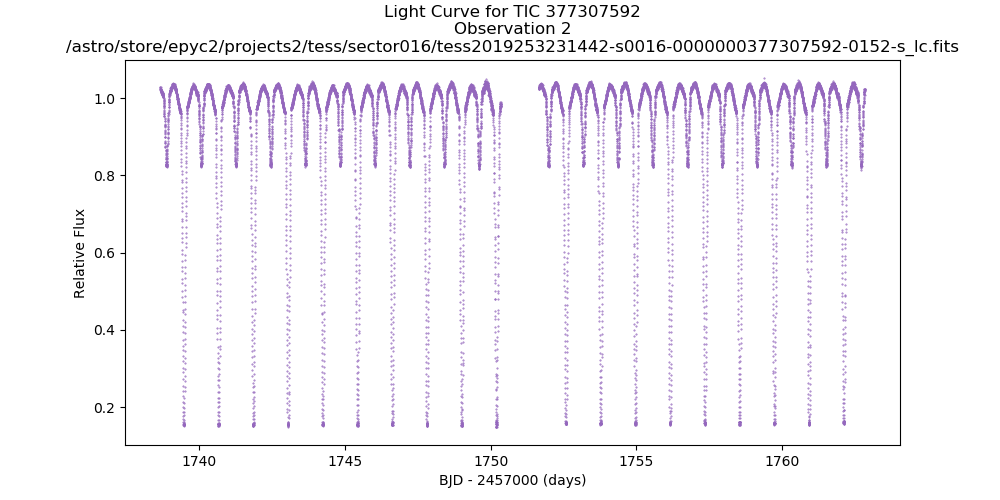 Light Curve for TIC 377307592
Observation 2
/astro/store/epyc2/projects2/tess/sector016/tess2019253231442-s0016-0000000377307592-0152-s_lc.fits
1.0
0.8
0.6
0.4
0.2
Relative Flux
1740
1745
1750
1755
1760
BJD - 2457000 (days)